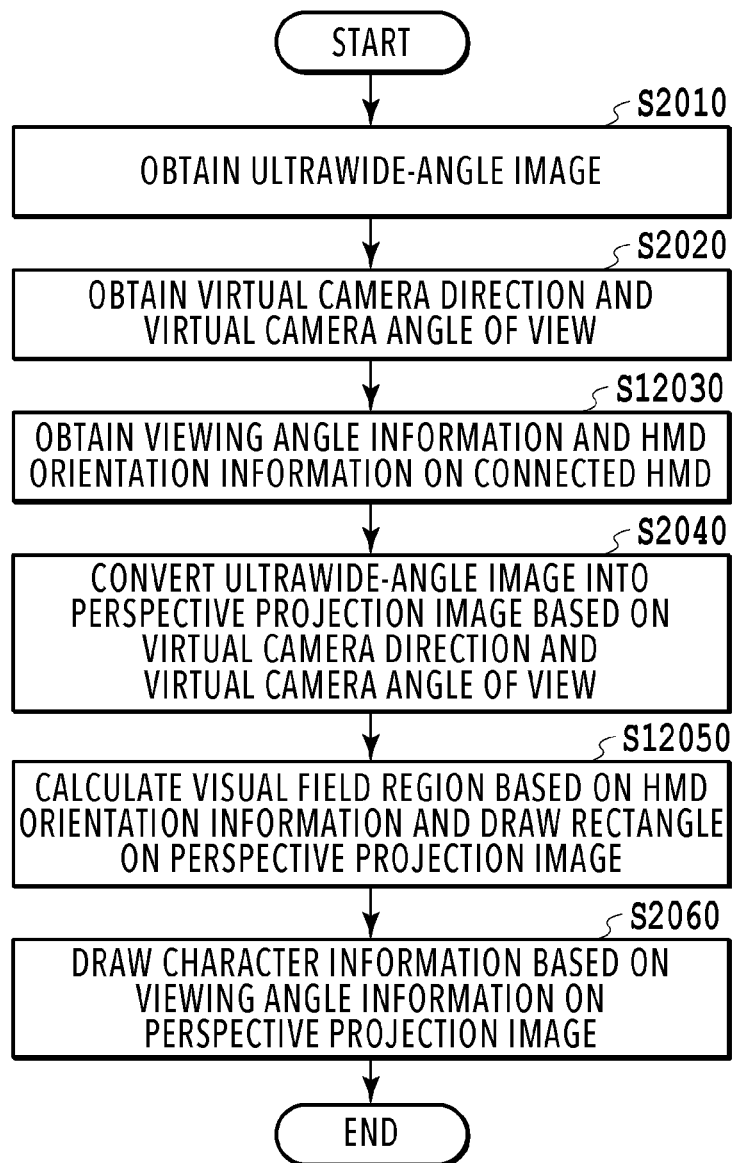 START
S2010
OBTAIN ULTRAWIDE-ANGLE IMAGE
S2020
OBTAIN VIRTUAL CAMERA DIRECTION AND
VIRTUAL CAMERA ANGLE OF VIEW
S12030
OBTAIN VIEWING ANGLE INFORMATION AND HMD
ORIENTATION INFORMATION ON CONNECTED HMD
S2040
CONVERT ULTRAWIDE-ANGLE IMAGE INTO
PERSPECTIVE PROJECTION IMAGE BASED ON
VIRTUAL CAMERA DIRECTION AND
VIRTUAL CAMERA ANGLE OF VIEW
S12050
CALCULATE VISUAL FIELD REGION BASED ON HMD
ORIENTATION INFORMATION AND DRAW RECTANGLE
ON PERSPECTIVE PROJECTION IMAGE
S2060
DRAW CHARACTER INFORMATION BASED ON
VIEWING ANGLE INFORMATION ON
PERSPECTIVE PROJECTION IMAGE
END